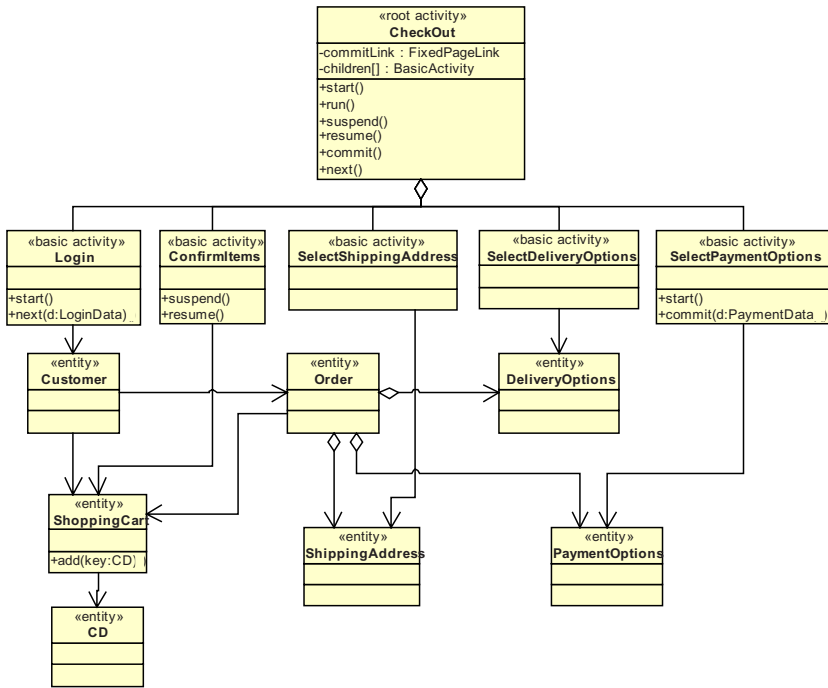 «root activity»
CheckOut
-commitLink : FixedPageLink
-children[] : BasicActivity
+start()
+run()
+suspend()
+resume()
+commit()
+next()
«basic activity»
Login
+start()
+next(d:LoginData)
«basic activity»
ConfirmItems
+suspend()
+resume()
«basic activity»
SelectShippingAddress
«basic activity»
SelectDeliveryOptions
«basic activity»
SelectPaymentOptions
+start()
+commit(d:PaymentData)
«entity»
Customer
«entity»
Order
«entity»
DeliveryOptions
«entity»
ShoppingCart
+add(key:CD)
«entity»
ShippingAddress
«entity»
PaymentOptions
«entity»
CD